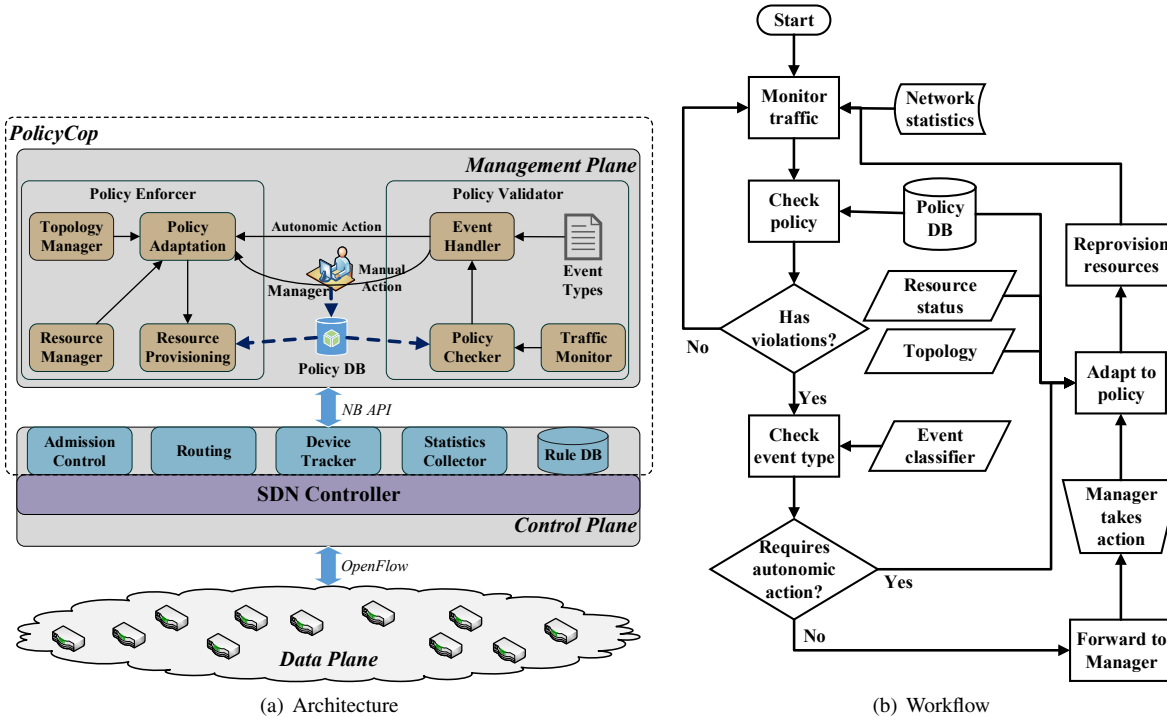 PolicyCop
Management Plane
Policy Enforcer
Policy Validator
Topology
Manager
Policy
Adaptation
Autonomic Action
Event
Handler
Manual
Action
Manager
Event
Types
Resource
Manager
Resource
Provisioning
Policy DB
Policy
Checker
Traffic
Monitor
NB API
Admission
Control
Routing
Device
Tracker
Statistics
Collector
Rule DB
SDN Controller
Control Plane
OpenFlow
Data Plane
(a) Architecture
Start
Monitor
traffic
Network
statistics
Check
policy
Policy
DB
Reprovision
resources
Resource
status
Has
violations?
No
Topology
Adapt to
policy
Yes
Check
event type
Event
classifier
Manager
takes
action
Requires
autonomic
action?
Yes
No
Forward to
Manager
(b) Workflow